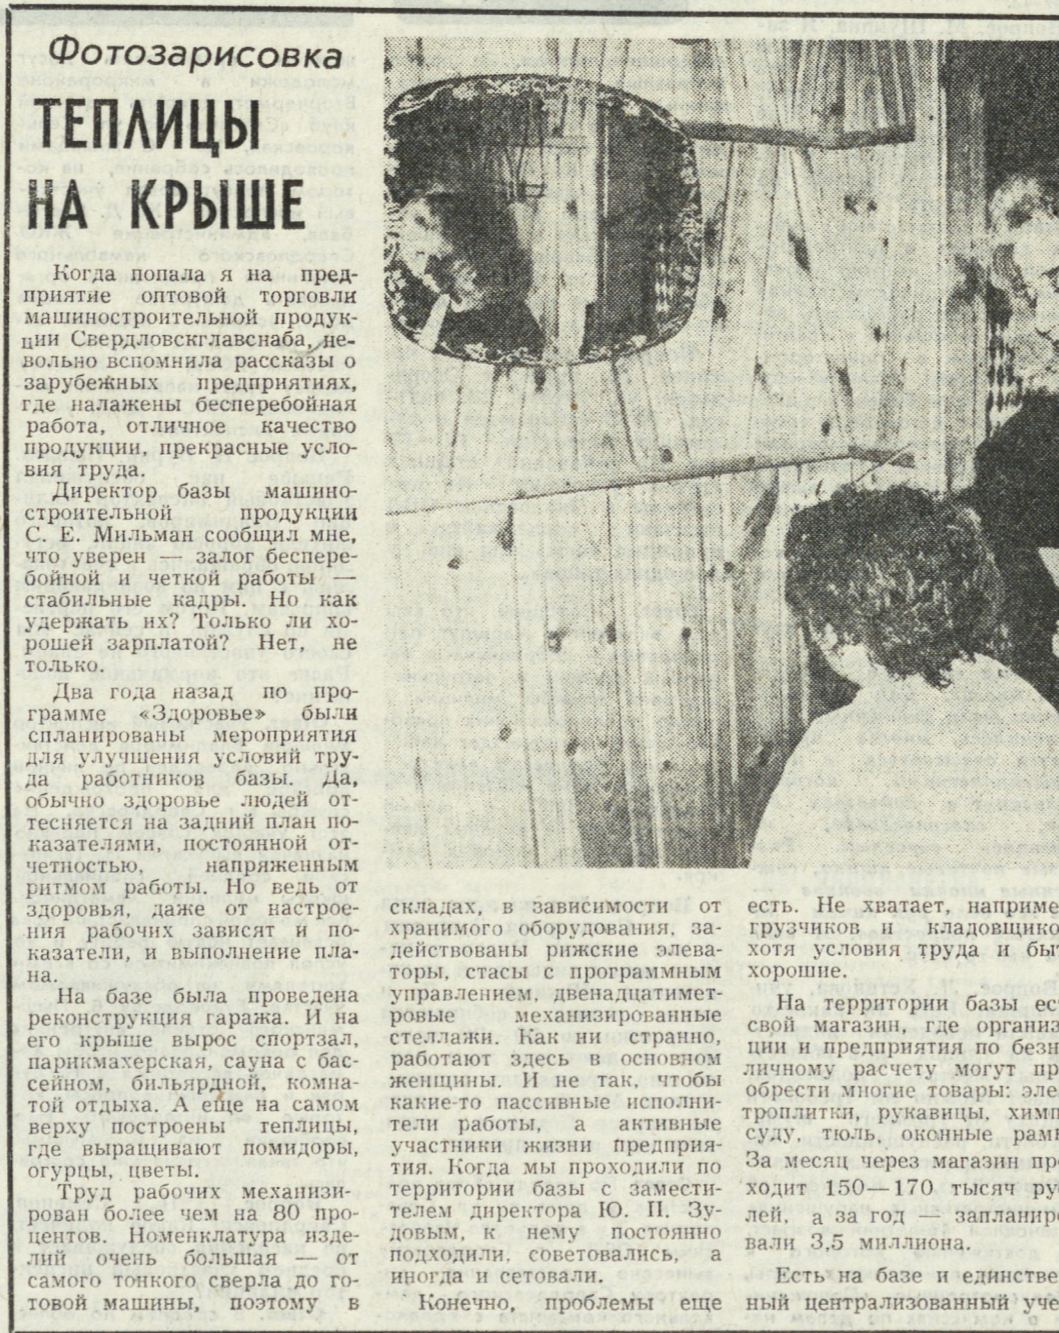 Фотозарисовка
ТЕПЛИЦЫ
НА КРЫШЕ
Когда попала я на пред-
приятие оптовой торговли
машиностроительной продук-
ции Свердловскглавснаба, не-
вольно вспомнила рассказы о
зарубежных предприятиях,
где налажены бесперебойная
работа, отличное качество
продукции, прекрасные усло-
вия труда.
Директор базы машино-
строительной продукции
С. Е. Мильман сообщил мне,
что уверен — залог беспере-
бойной и четкой работы —
стабильные кадры. Но как
удержать их? Только ли хо-
рошей зарплатой? Нет, не
только.
Два года назад по про-
грамме «Здоровье» были
спланированы мероприятия
для улучшения условий тру-
да работников базы. Да,
обычно здоровье людей от-
тесняется на задний план по-
казателями, постоянной от-
четностью, напряженным
ритмом работы. Но ведь от
здоровья, даже от настрое-
ния рабочих зависят и по-
казатели, и выполнение пла-
на.
На базе была проведена
реконструкция гаража. И на
его крыше вырос спортзал,
парикмахерская, сауна с бас-
сейном, бильярдной, комна-
той отдыха. А еще на самом
верху построены теплицы,
где выращивают помидоры,
огурцы, цветы.
Труд рабочих механизи-
рован более чем на 80 про-
центов. Номенклатура изде-
лий очень большая — от
самого тонкого сверла до го-
товой машины, поэтому в
складах, в зависимости от
хранимого оборудования, за-
действованы рижские элева-
торы, стасы с программным
управлением, двенадцатимет-
ровые механизированные
стеллажи. Как ни странно,
работают здесь в основном
женщины. И не так, чтобы
какие-то пассивные исполни-
тели работы, а активные
участники жизни предприя-
тия. Когда мы проходили по
территории базы с замести-
телем директора Ю. П. Зу-
довым, к нему постоянно
подходили, советовались, а
иногда и сетовали.
Конечно, проблемы еще
есть. Не хватает, наприме
грузчиков и кладовщико
хотя условия труда и быт
хорошие.
На территории базы ес
свой магазин, где организ
ции и предприятия по безн
личному расчету могут пр
обрести многие товары: эле
троплитки, рукавицы, химп
суду, тюль, оконные рам
За месяц через магазин пр
ходит 150—170 тысяч ру
лей, а за год — запланир
вали 3,5 миллиона.
Есть на базе и единстве
ный централизованный уче